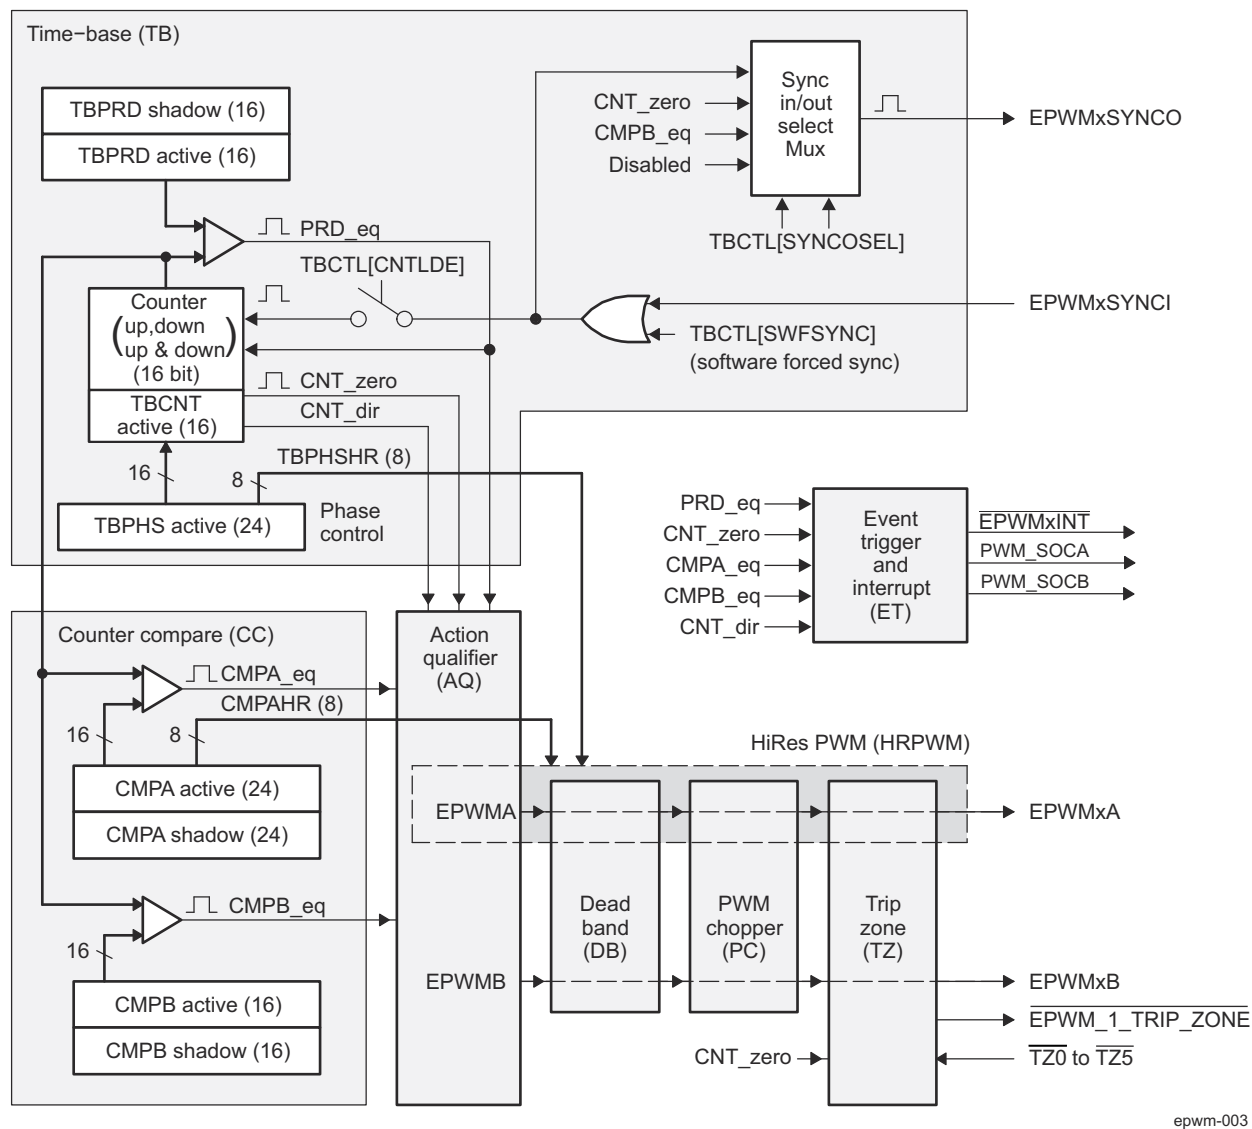 Time−base (TB)
TBPRD shadow (16)
TBPRD active (16)
PRD_eq
TBCTL[CNTLDE]
Counter
up,down
(up & down)
(16 bit)
TBCNT
active (16)
CNT_zero
CNT_dir
TBPHSHR (8)
16
8
TBPHS active (24)
Phase
control
CNT_zero
CMPB_eq
Disabled
Sync
in/out
select
Mux
TBCTL[SYNCOSEL]
EPWMxSYNCO
EPWMxSYNCI
TBCTL[SWFSYNC]
(software forced sync)
PRD_eq
CNT_zero
CMPA_eq
CMPB_eq
CNT_dir
Event
trigger
and
interrupt
(ET)
EPWMxINT
PWM_SOCA
PWM_SOCB
Counter compare (CC)
CMPA_eq
CMPAHR (8)
16
8
CMPA active (24)
CMPA shadow (24)
CMPB_eq
16
CMPB active (16)
CMPB shadow (16)
Action
qualifier
(AQ)
HiRes PWM (HRPWM)
EPWMA
EPWMxA
Dead
band
(DB)
PWM
chopper
(PC)
Trip
zone
(TZ)
EPWMB
EPWMxB
EPWM_1_TRIP_ZONE
CNT_zero
TZ0 to TZ5
epwm-003